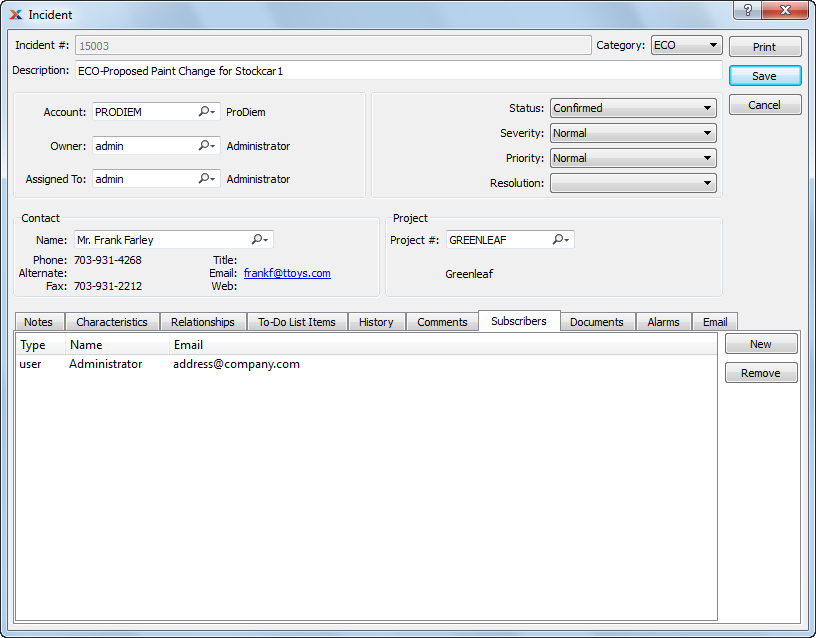 Incident
Incident #: 15003 Category: ECO Print
Description: ECO-Proposed Paint Change for Stockcar1 Save
Cancel
Account: PRODIEM ProDiem
Owner: admin Administrator
Assigned To: admin Administrator
Status: Confirmed
Severity: Normal
Priority: Normal
Resolution:
Contact
Name: Mr. Frank Farley
Phone: 703-931-4268 Title:
Alternate: Email: frankf@ttoys.com
Fax: 703-931-2212 Web:
Project
Project #: GREENLEAF
Greenleaf
Notes Characteristics Relationships To-Do List Items History Comments Subscribers Documents Alarms Email
Type Name Email New
user Administrator address@company.com Remove